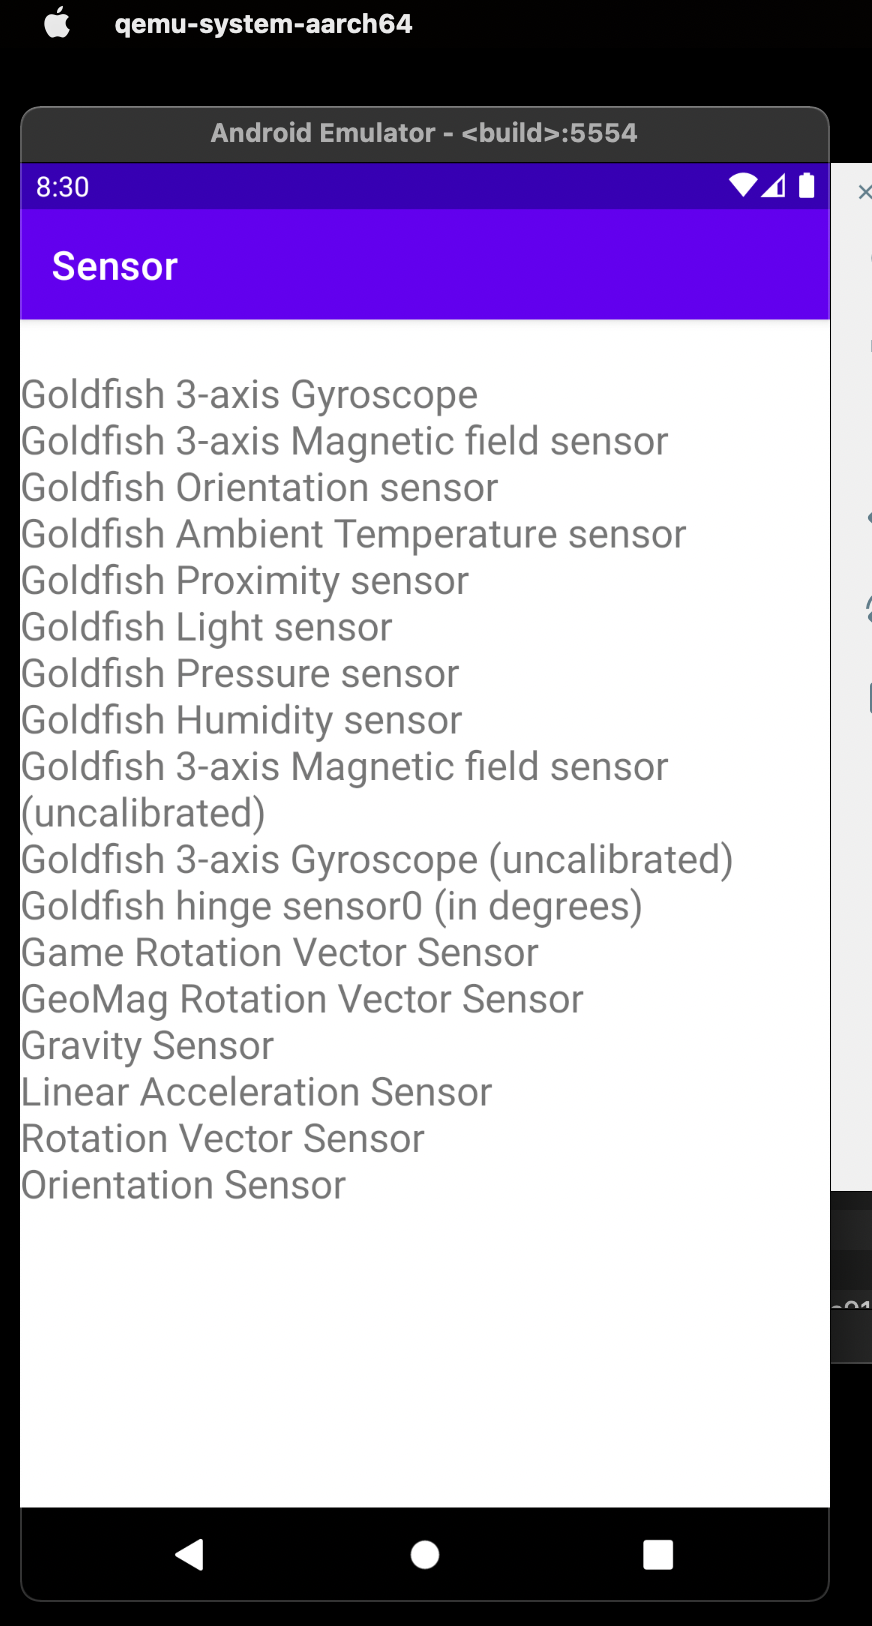 qemu-system-aarch64
Android Emulator - <build>:5554
8:30
Sensor
Goldfish 3-axis Gyroscope
Goldfish 3-axis Magnetic field sensor
Goldfish Orientation sensor
Goldfish Ambient Temperature sensor
Goldfish Proximity sensor
Goldfish Light sensor
Goldfish Pressure sensor
Goldfish Humidity sensor
Goldfish 3-axis Magnetic field sensor
(uncalibrated)
Goldfish 3-axis Gyroscope (uncalibrated)
Goldfish hinge sensor0 (in degrees)
Game Rotation Vector Sensor
GeoMag Rotation Vector Sensor
Gravity Sensor
Linear Acceleration Sensor
Rotation Vector Sensor
Orientation Sensor